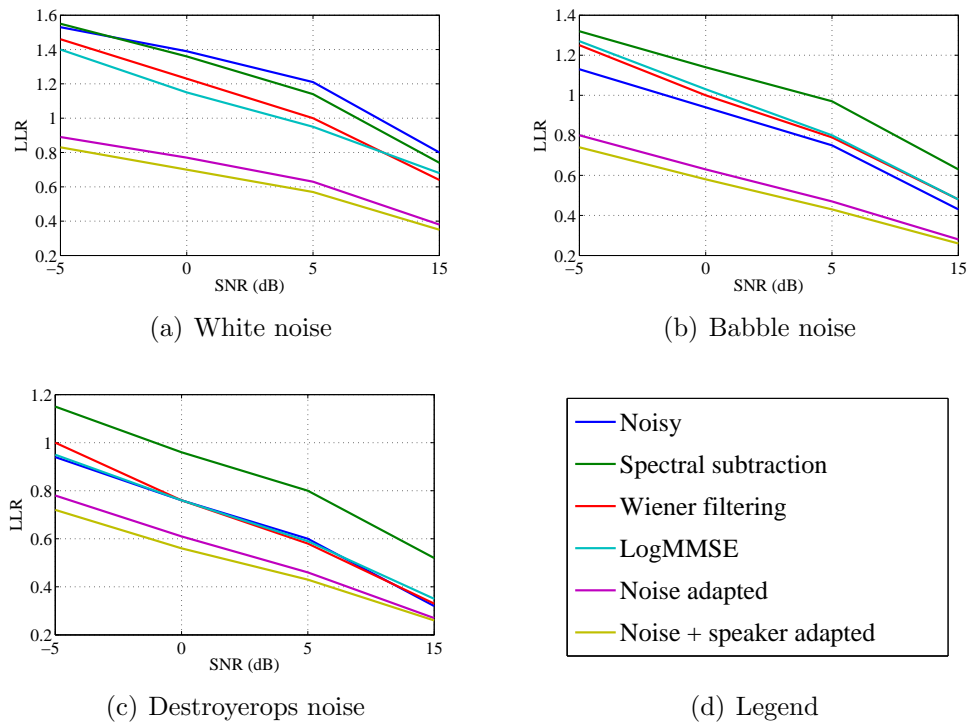 1.6
1.4
1.2
1
0.8
0.6
0.4
0.2
LLR
−5 0 5 15
SNR (dB)
(a) White noise
1.4
1.2
1
0.8
0.6
0.4
0.2
LLR
−5 0 5 15
SNR (dB)
(b) Babble noise
1.2
1
0.8
0.6
0.4
0.2
LLR
−5 0 5 15
SNR (dB)
(c) Destroyerops noise
Noisy
Spectral subtraction
Wiener filtering
LogMMSE
Noise adapted
Noise + speaker adapted
(d) Legend